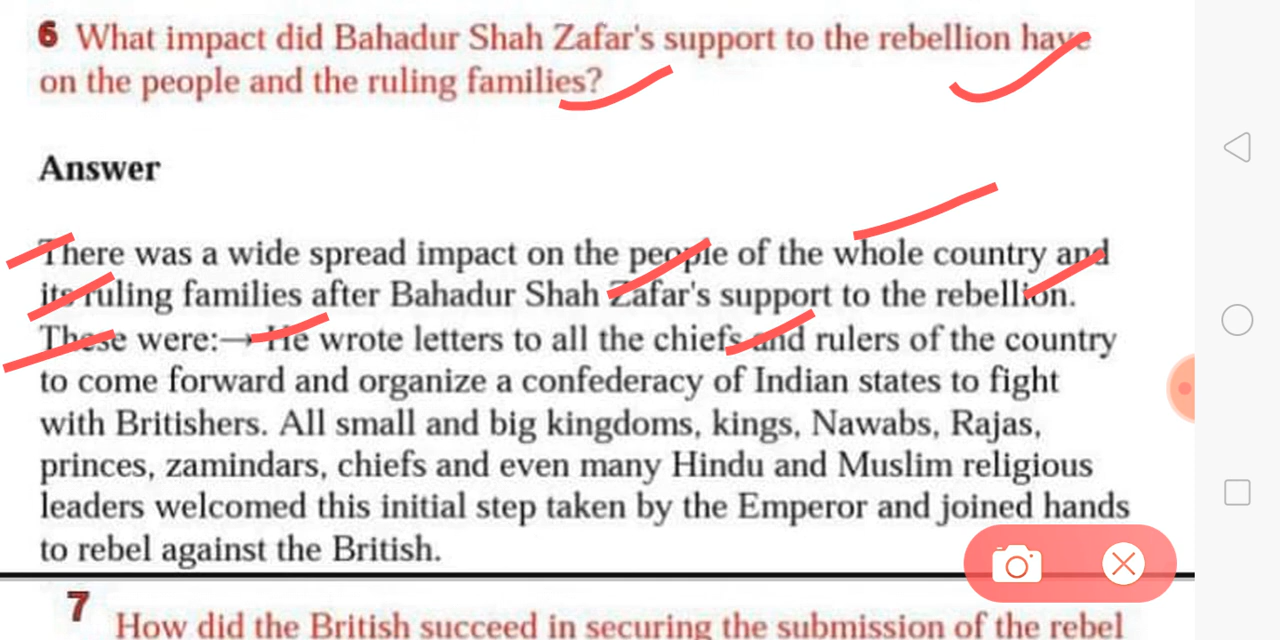 6 What impact did Bahadur Shah Zafar's support to the rebellion have
on the people and the ruling families?
Answer
There was a wide spread impact on the people of the whole country and
its ruling families after Bahadur Shah Zafar's support to the rebellion.
These were:→ He wrote letters to all the chiefs and rulers of the country
to come forward and organize a confederacy of Indian states to fight
with Britishers. All small and big kingdoms, kings, Nawabs, Rajas,
princes, zamindars, chiefs and even many Hindu and Muslim religious
leaders welcomed this initial step taken by the Emperor and joined hands
to rebel against the British.
7 How did the British succeed in securing the submission of the rebel